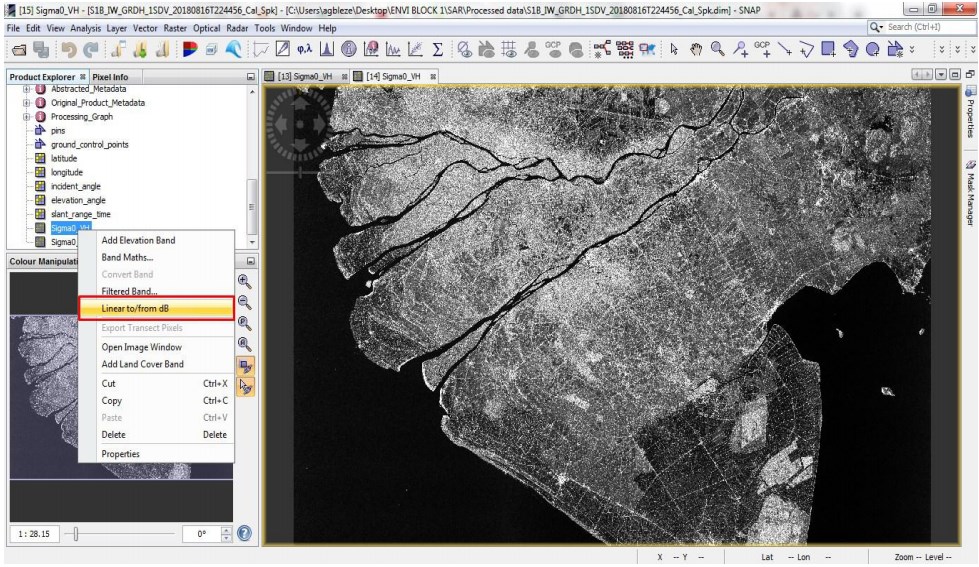 [15] Sigma0_VH - [S1B_IW_GRDH_1SDV_20180816T224456_Cal_Spk] - [C:\Users\agbleze\Desktop\ENVI BLOCK 1\SAR\Processed data\S1B_IW_GRDH_1SDV_20180816T224456_Cal_Spk.dim] - SNAP
File Edit View Analysis Layer Vector Raster Optical Radar Tools Window Help
Search (Ctrl+I)
φ,λ Σ GCP GCP
Product Explorer Pixel Info
[13] Sigma0_VH [14] Sigma0_VH
Abstracted_Metadata
Original_Product_Metadata
Processing_Graph
pins
ground_control_points
latitude
longitude
incident_angle
elevation_angle
slant_range_time
Sigma0_VH
Sigma0
Add Elevation Band
Band Maths...
Convert Band
Filtered Band...
Linear to/from dB
Export Transect Pixels
Open Image Window
Add Land Cover Band
Cut Ctrl+X
Copy Ctrl+C
Paste Ctrl+V
Delete Delete
Properties
Colour Manipulati
1 : 28.15 0°
Properties
Mask Manager
X -- Y -- Lat -- Lon -- Zoom -- Level --